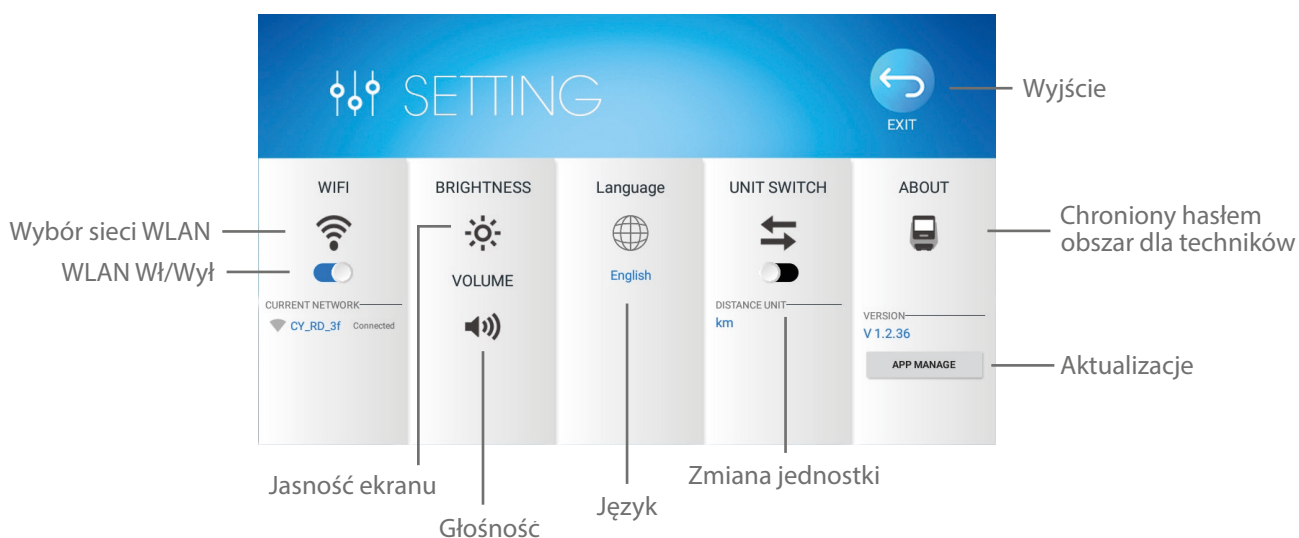 SETTING
EXIT
Wyjście
WIFI
BRIGHTNESS
Language
UNIT SWITCH
ABOUT
Wybór sieci WLAN
Chroniony hasłem
obszar dla techników
WLAN Wł/Wył
VOLUME
English
CURRENT NETWORK
CY_RD_3f Connected
DISTANCE UNIT
km
VERSION
V 1.2.36
APP MANAGE
Aktualizacje
Jasność ekranu
Głośność
Język
Zmiana jednostki